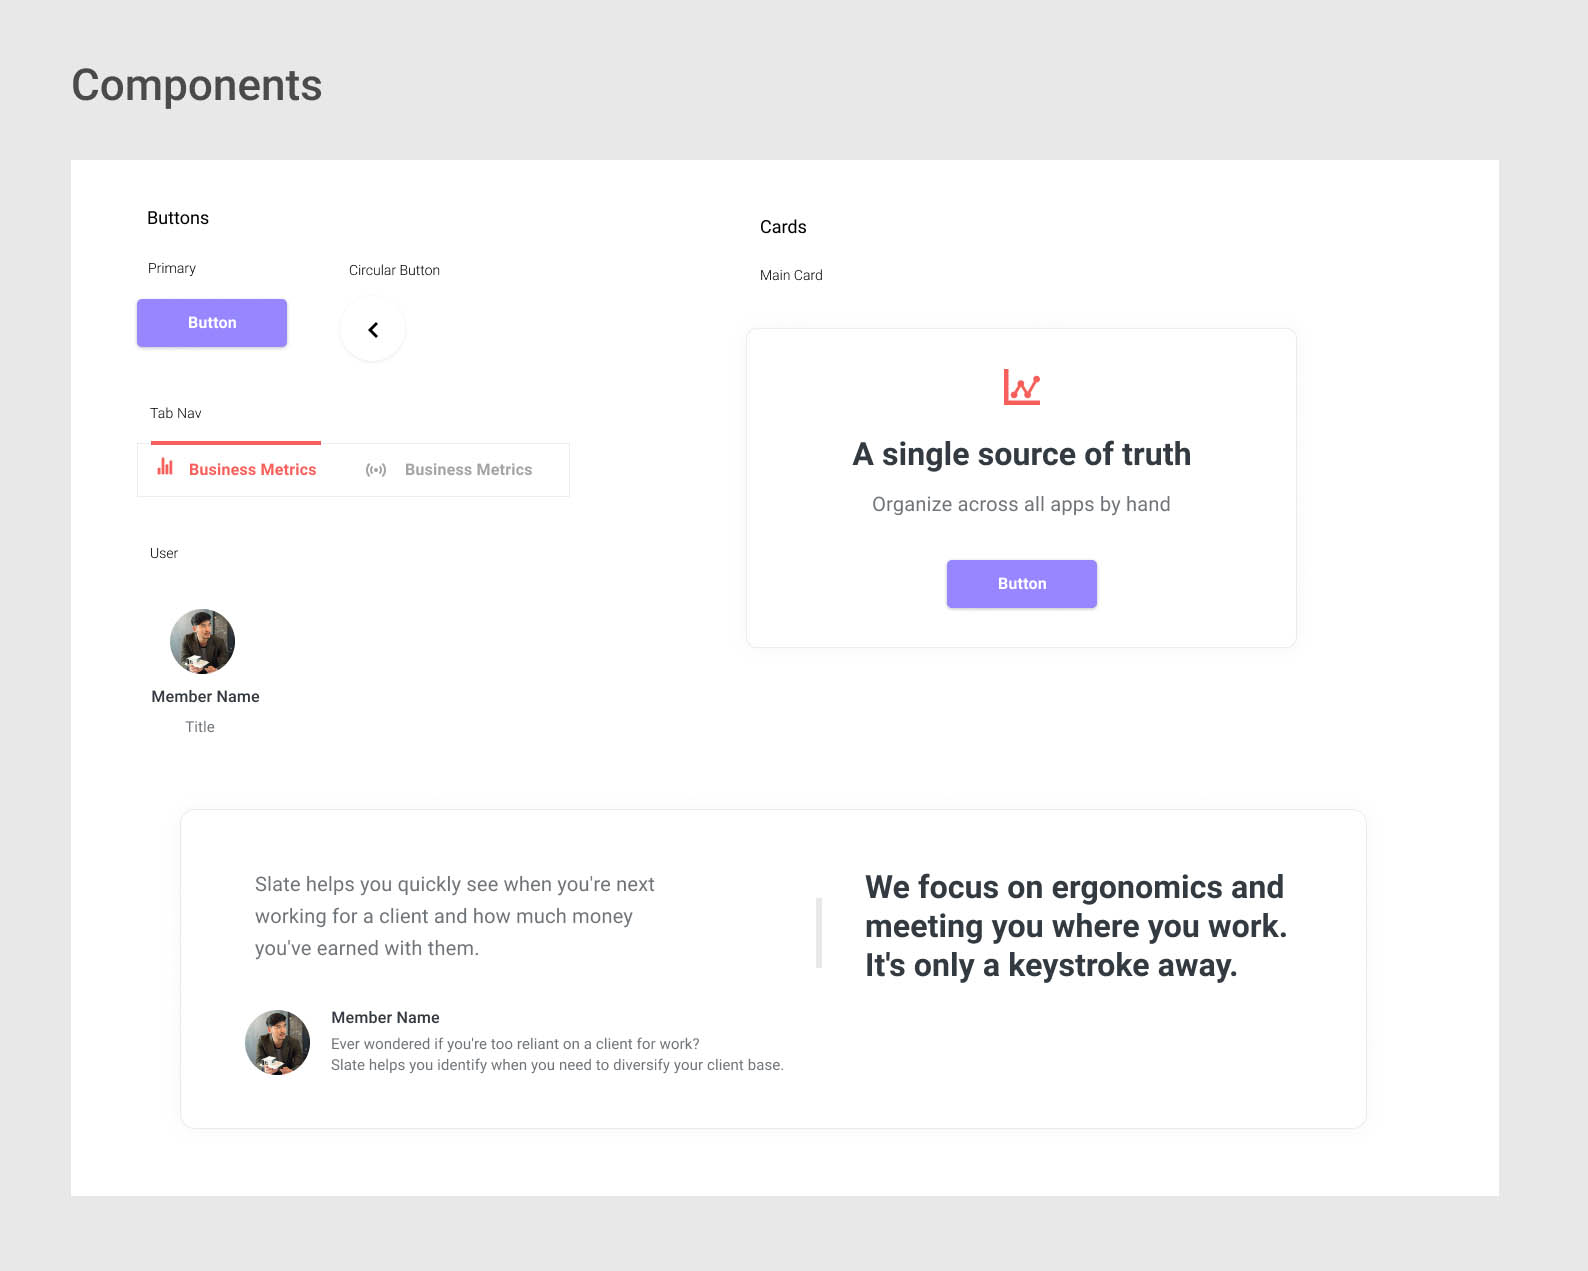 Components
Buttons
Primary
Circular Button
Button
Tab Nav
Business Metrics
Business Metrics
User
Member Name
Title
Cards
Main Card
A single source of truth
Organize across all apps by hand
Button
Slate helps you quickly see when you're next
working for a client and how much money
you've earned with them.
Member Name
Ever wondered if you're too reliant on a client for work?
Slate helps you identify when you need to diversify your client base.
We focus on ergonomics and
meeting you where you work.
It's only a keystroke away.